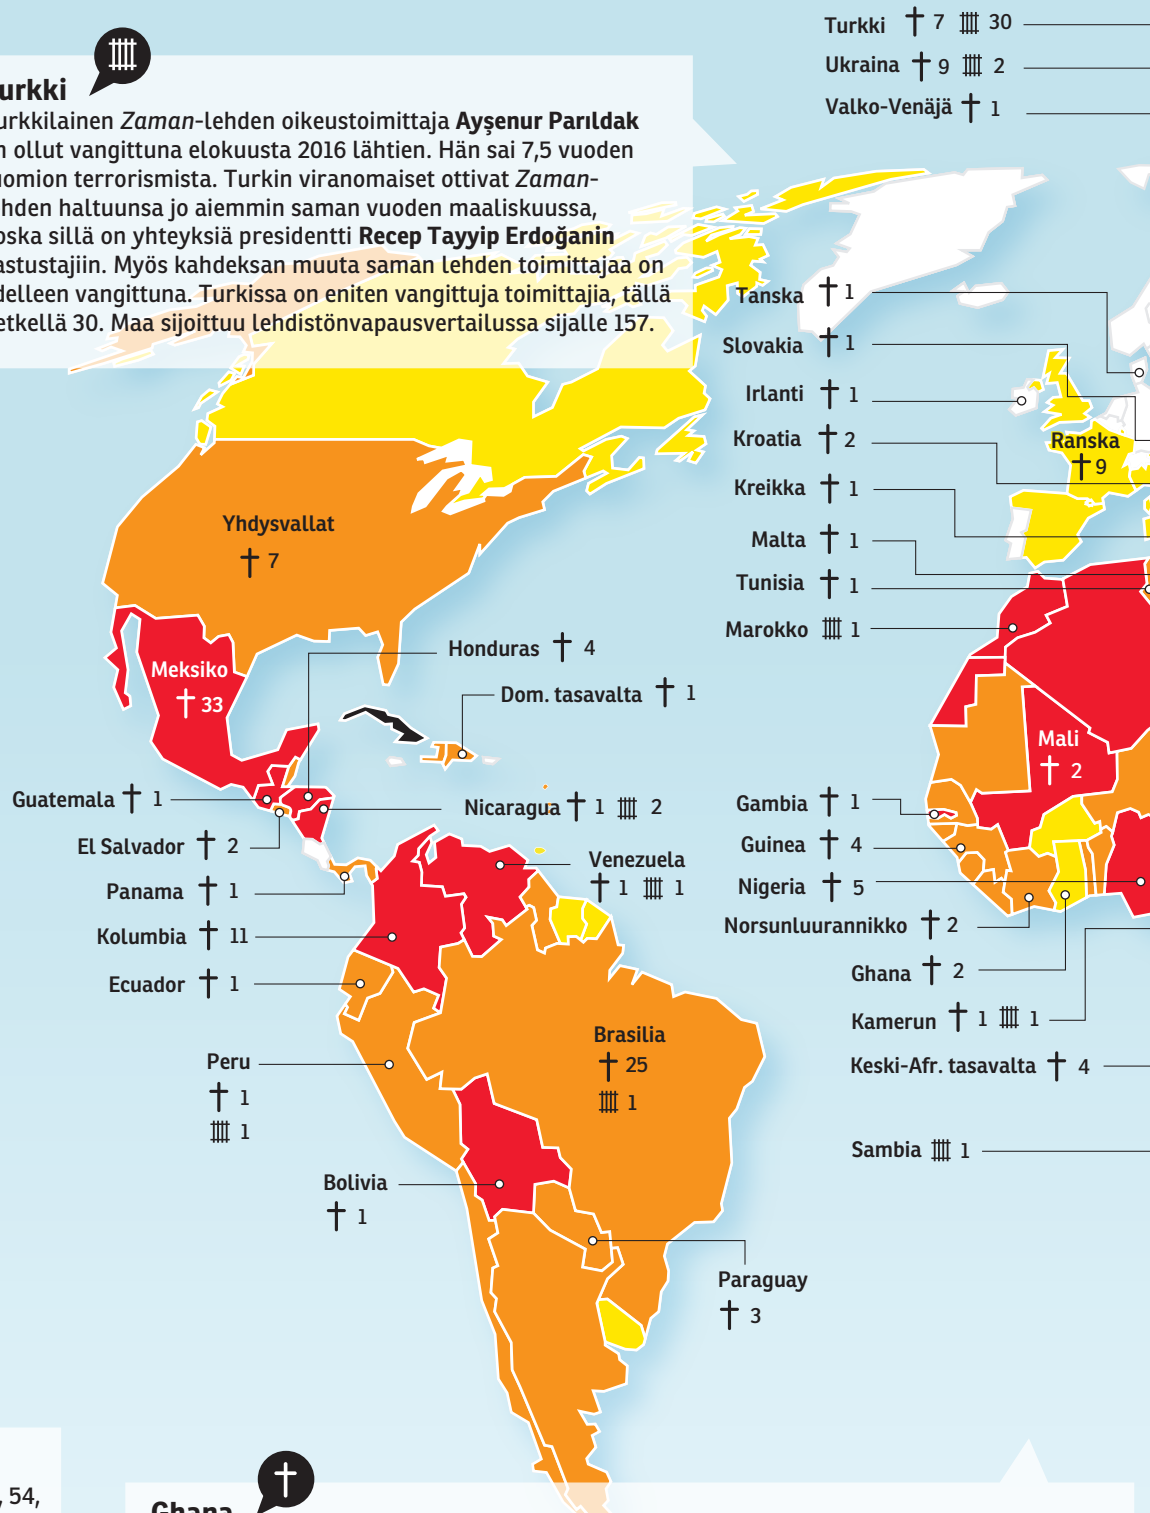 Turkki 7 30
Ukraina 9 2
Valko-Venäjä 1
urkki
urkkilainen Zaman-lehden oikeustoimittaja Ayşenur Parıldak
n ollut vangittuna elokuusta 2016 lähtien. Hän sai 7,5 vuoden
uomion terrorismista. Turkin viranomaiset ottivat Zaman-
hden haltuunsa jo aiemmin saman vuoden maaliskuussa,
oska sillä on yhteyksiä presidentti Recep Tayyip Erdoğanin
astustajiin. Myös kahdeksan muuta saman lehden toimittajaa on
delleen vangittuna. Turkissa on eniten vangittuja toimittajia, tällä
etkellä 30. Maa sijoittuu lehdistönvapausvertailussa sijalle 157.
Tanska 1
Slovakia 1
Irlanti 1
Kroatia 2
Ranska
9
Kreikka 1
Malta 1
Tunisia 1
Marokko 1
Yhdysvallat
7
Meksiko
33
Honduras 4
Dom. tasavalta 1
Mali
2
Guatemala 1
Nicaragua 1 2
El Salvador 2
Panama 1
Kolumbia 11
Ecuador 1
Venezuela
1 1
Gambia 1
Guinea 4
Nigeria 5
Norsunluurannikko 2
Ghana 2
Kamerun 1 1
Keski-Afr. tasavalta 4
Sambia 1
Brasilia
25
1
Peru
1
1
Bolivia
1
Paraguay
3
, 54,
Ghana